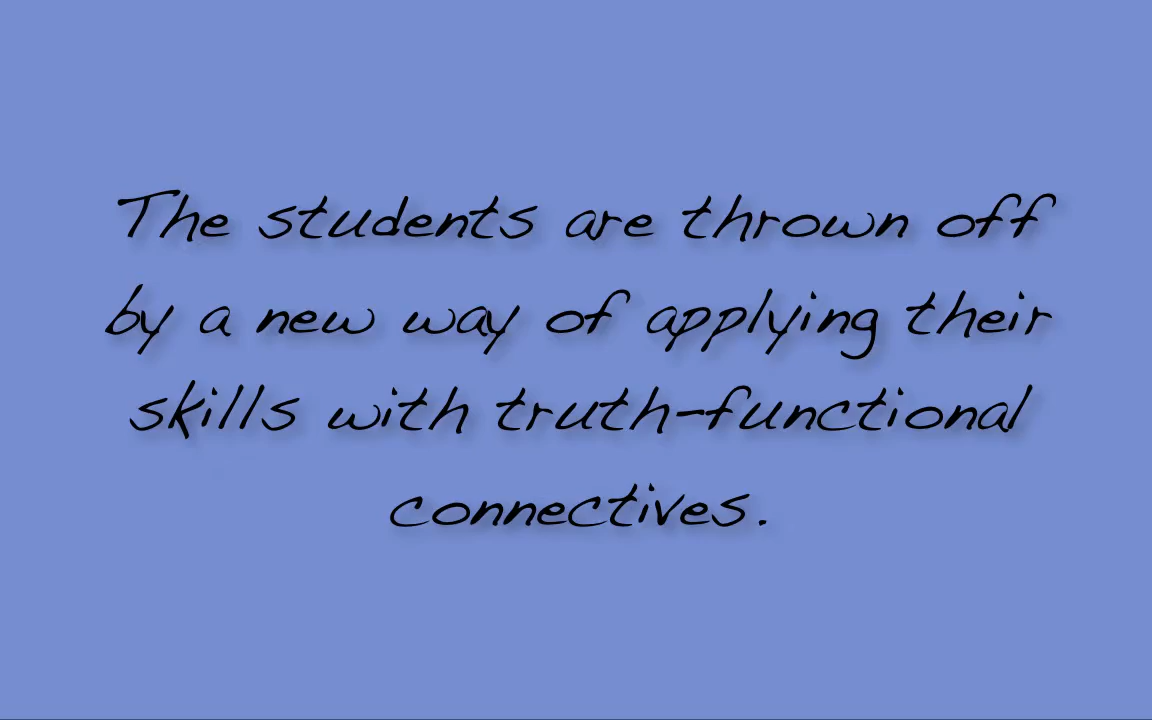 The students are thrown off
by a new way of applying their
skills with truth-functional
connectives.